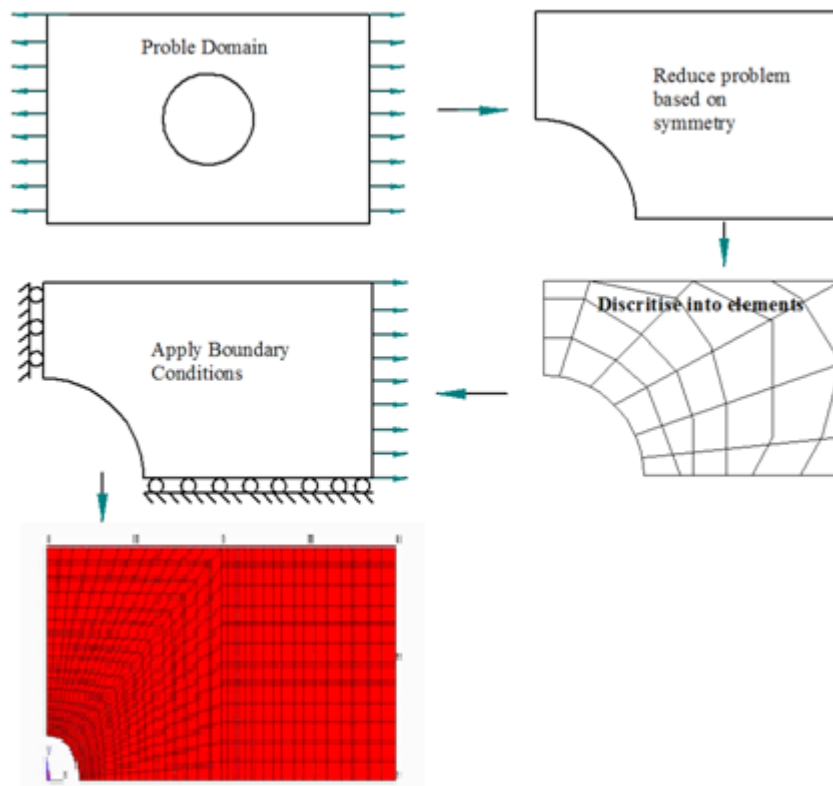 Proble Domain
Reduce problem
based on
symmetry
Discritise into elements
Apply Boundary
Conditions